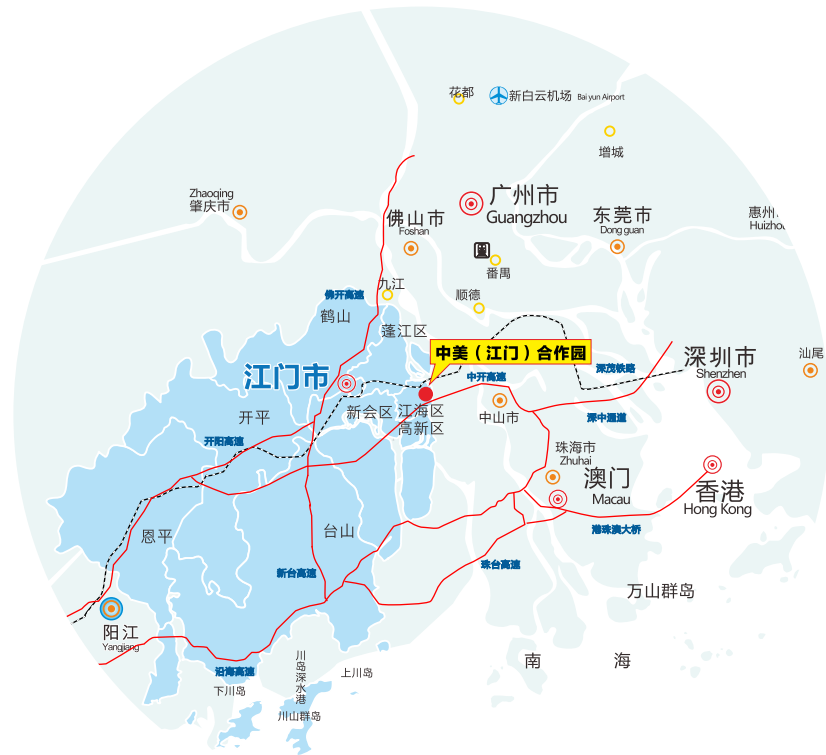 花都
新白云机场 Bai yun Airport
增城
Zhaoqing
肇庆市
广州市
Guangzhou
佛山市
Foshan
东莞市
Dong guan
惠州
Huizhou
番禺
九江
顺德
佛开高速
鹤山
蓬江区
中美（江门）合作园
深圳市
Shenzhen
汕尾
江门市
中开高速
深茂铁路
新会区
江海区
高新区
中山市
深中通道
开平
开阳高速
珠海市
Zhuhai
澳门
Macau
香港
Hong Kong
恩平
台山
港珠澳大桥
新台高速
珠台高速
万山群岛
阳江
Yangjiang
沿海高速
川岛深水港
上川岛
下川岛
川山群岛
南海